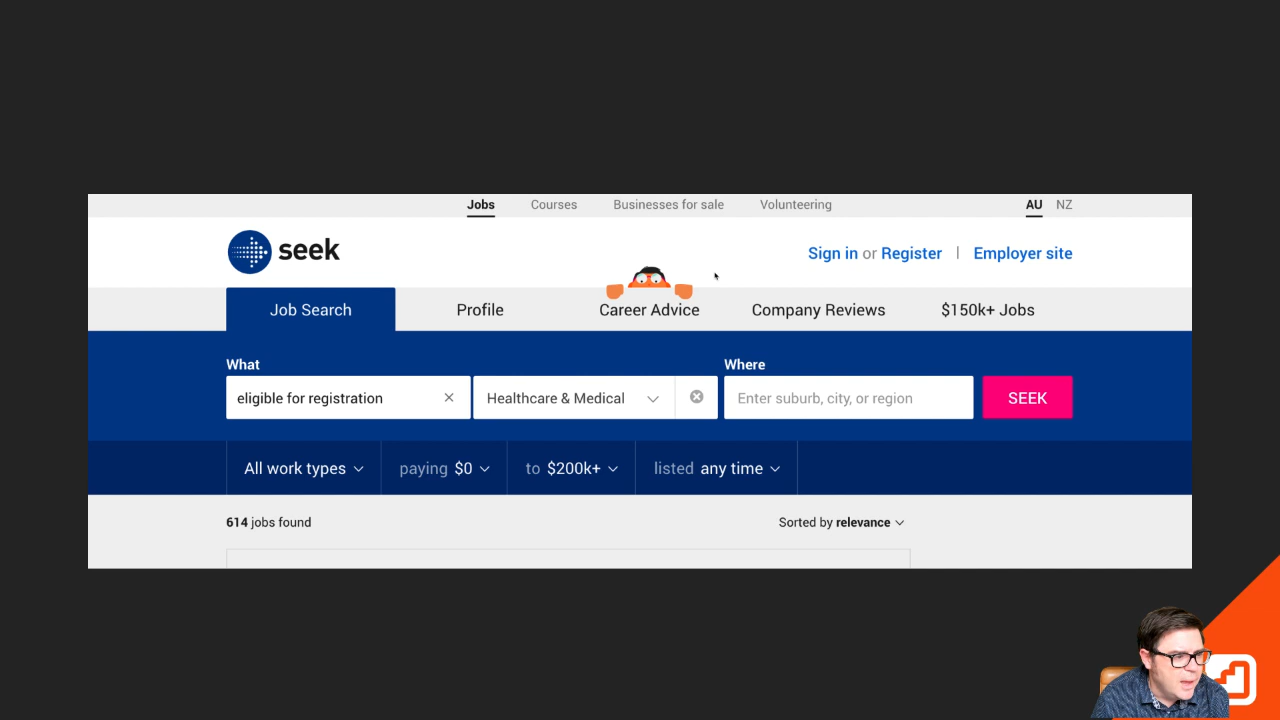 Jobs Courses Businesses for sale Volunteering AU NZ
seek Sign in or Register | Employer site
Job Search Profile Career Advice Company Reviews $150k+ Jobs
What Where
eligible for registration Healthcare & Medical Enter suburb, city, or region SEEK
All work types paying $0 to $200k+ listed any time
614 jobs found Sorted by relevance